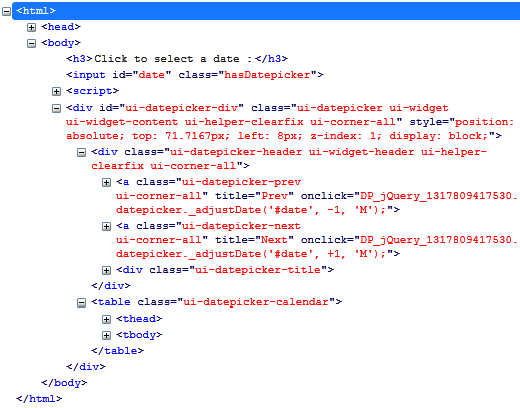 <html>
<head>
<body>
<h3>Click to select a date :</h3>
<input id="date" class="hasDatepicker">
<script>
<div id="ui-datepicker-div" class="ui-datepicker ui-widget
ui-widget-content ui-helper-clearfix ui-corner-all" style="position:
absolute; top: 71.7167px; left: 8px; z-index: 1; display: block;">
<div class="ui-datepicker-header ui-widget-header ui-helper-
clearfix ui-corner-all">
<a class="ui-datepicker-prev
ui-corner-all" title="Prev" onclick="DP_jQuery_1317809417530.
datepicker._adjustDate('#date', -1, 'M');">
<a class="ui-datepicker-next
ui-corner-all" title="Next" onclick="DP_jQuery_1317809417530.
datepicker._adjustDate('#date', +1, 'M');">
<div class="ui-datepicker-title">
</div>
<table class="ui-datepicker-calendar">
<thead>
<tbody>
</table>
</div>
</body>
</html>